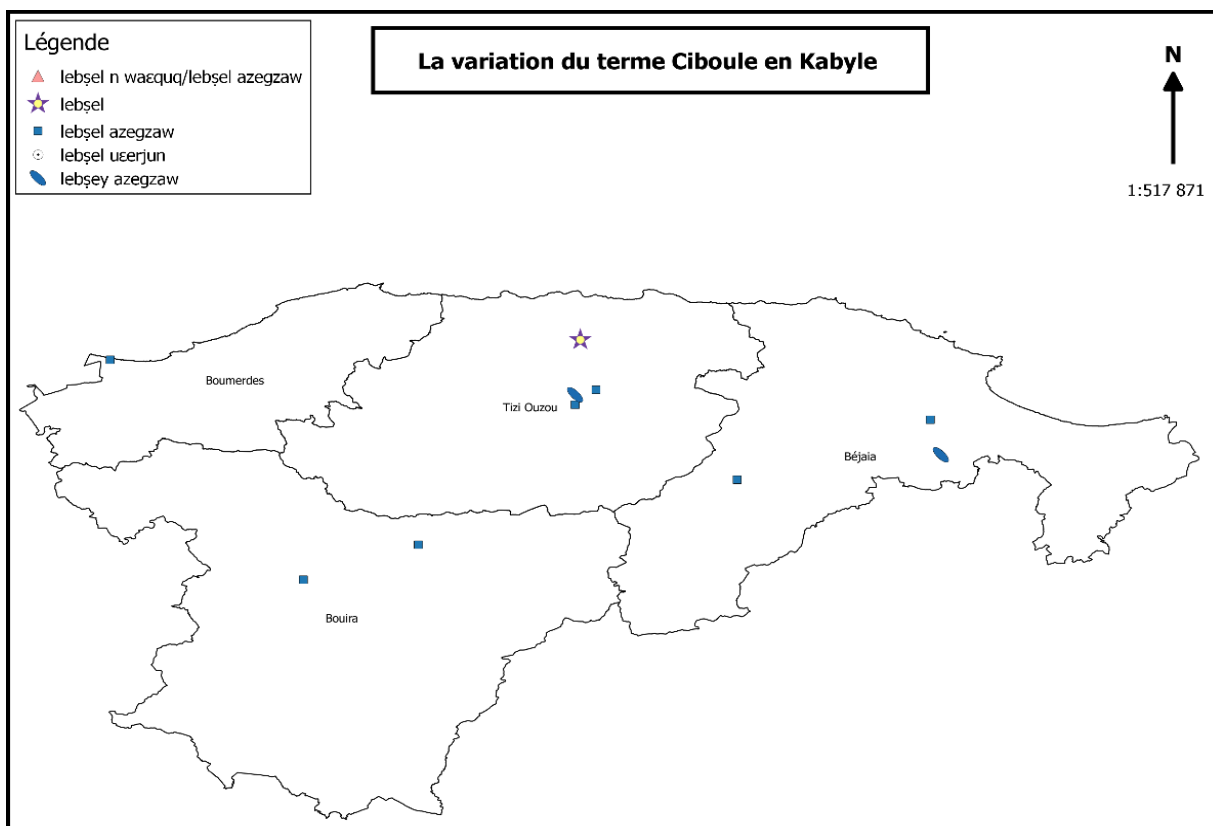 Légende
lebṣel n waɛquq/lebṣel azegzaw
lebṣel
lebṣel azegzaw
lebṣel uɛerjun
lebṣey azegzaw
La variation du terme Ciboule en Kabyle
N
1:517 871
Boumerdes
Tizi Ouzou
Béjaia
Bouira